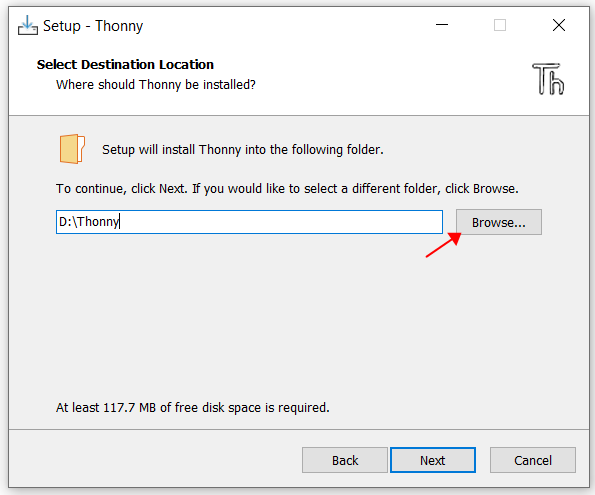 Setup - Thonny
Select Destination Location
Where should Thonny be installed?
Th
Setup will install Thonny into the following folder.
To continue, click Next. If you would like to select a different folder, click Browse.
D:\Thonny
Browse...
At least 117.7 MB of free disk space is required.
Back
Next
Cancel